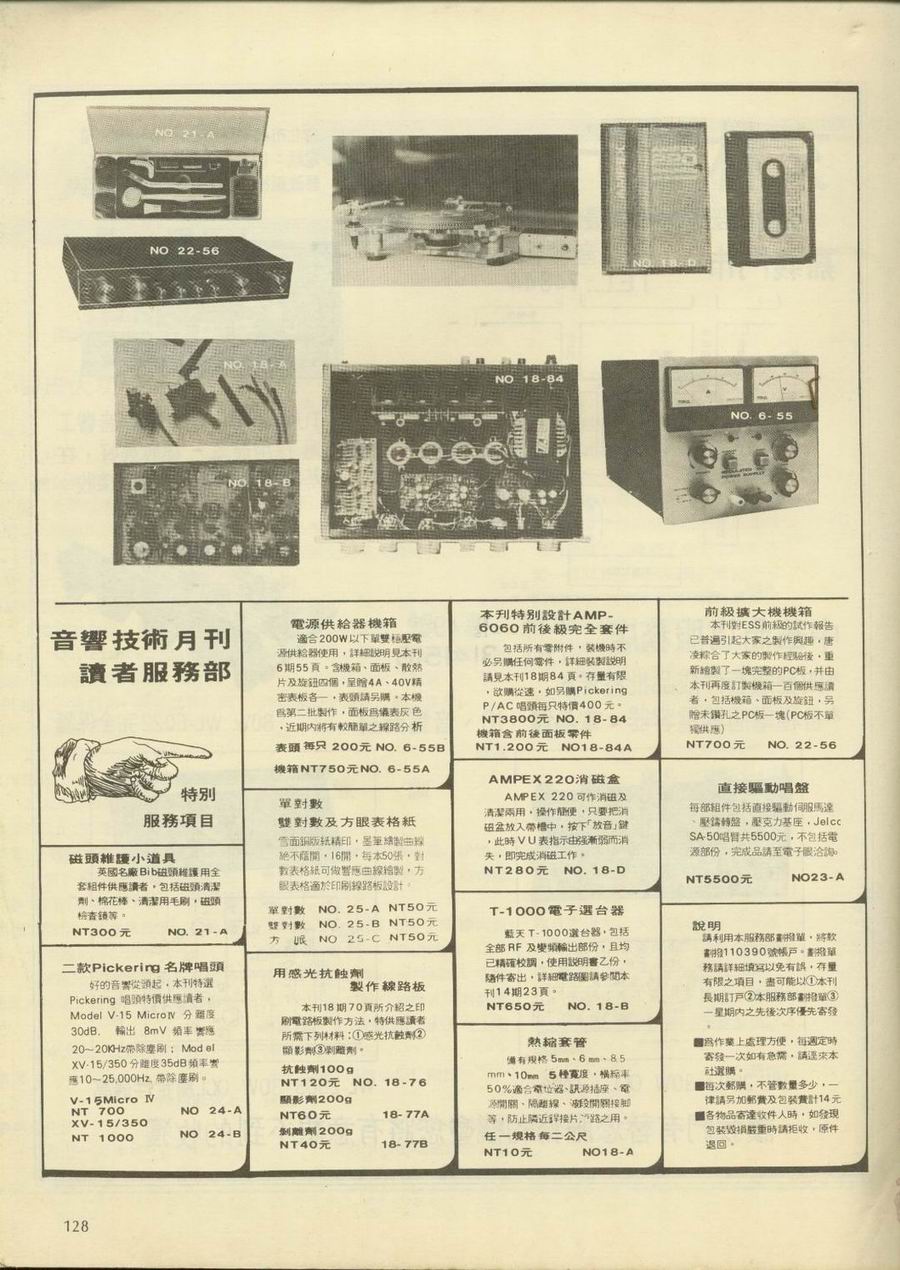 NO. 21-A
NO 22-56
NO. 18-D
NO. 18-A
NO. 18-B
NO 18-84
NO. 6-55
REGULATED DC
POWER SUPPLY
音響技術月刊
讀者服務部
特別
服務項目
磁頭維護小道具
英國名廠Bib磁頭維護用全
套組件供應讀者，包括磁頭清潔
劑、棉花棒、清潔用毛刷，磁頭
檢查鏡等。
NT300元 NO. 21-A
二款Pickering名牌唱頭
好的音響從頭起，本刊特選
Pickering 唱頭特價供應讀者，
Model V-15 MicroⅣ 分離度
30dB， 輸出 8mV 頻率響應
20～20KHz帶除塵刷； Model
XV-15/350分離度35dB頻率響
應10～25,000Hz, 帶除塵刷。
V-15Micro Ⅳ
NT 700 NO 24-A
XV-15/350
NT 1000 NO 24-B
電源供給器機箱
適合200W以下單雙穩壓電
源供給器使用，詳細說明見本刊
6期55頁。含機箱、面板、散熱
片及旋鈕四個，呈贈4A、40V精
密表板各一，表頭請另購。本機
爲第二批製作，面板爲儀表灰色
，近期內將有較簡單之線路分析
表頭 每只 200元 NO. 6-55B
機箱NT750元NO. 6-55A
單對數
雙對數及方眼表格紙
雪面銅版紙精印，墨筆繪製曲線
絕不蔭開，16開，每本50張，對
數表格紙可做響應曲線繪製，方
眼表格適於印刷線路板設計。
單對數 NO. 25-A NT50元
雙對數 NO. 25-B NT50元
方 眼 NO 25-C NT50元
用感光抗蝕劑
製作線路板
本刊18期70頁所介紹之印
刷電路板製作方法，特供應讀者
所需下列材料：①感光抗蝕劑②
顯影劑③剝離劑。
抗蝕劑100g
NT120元 NO. 18-76
顯影劑200g
NT60元 18-77A
剝離劑200g
NT40元 18-77B
本刊特別設計AMP-
6060前後級完全套件
包括所有零附件，裝機時不
必另購任何零件，詳細裝製說明
請見本刊18期84頁。存量有限
，欲購從速，如另購Pickering
P/AC唱頭每只特價400元。
NT3800元 NO. 18-84
機箱含前後面板零件
NT1.200元 NO18-84A
AMPEX220消磁盒
AMPEX 220可作消磁及
清潔兩用，操作簡便，只要把消
磁盆放入帶槽中，按下「放音」鍵
，此時VU表指示由强漸弱而消
失，即完成消磁工作。
NT280元 NO. 18-D
T-1000電子選台器
藍天T-1000選台器，包括
全部RF及變頻輸出部份，且均
已精確校調，使用說明書乙份，
隨件寄出，詳細電路圖請參閱本
刊14期23頁。
NT650元 NO. 18-B
熱縮套管
備有規格5mm、6mm、8.5
mm、10mm 5種寬度，橫縮率
50%適合電位器、訊源插座、電
源開關、隔離線、波段開關接脚
等，防止隣近銲接片短路之用。
任一規格每二公尺
NT10元 NO18-A
前級擴大機機箱
本刊對ESS前級的試作報告
已普遍引起大家之製作興趣，唐
凌綜合了大家的製作經驗後，重
新繪製了一塊完整的PC板，并由
本刊再度訂製機箱一百個供應讀
者，包括機箱、面板及旋鈕，另
贈未鑽孔之PC板一塊(PC板不單
獨供應)
NT700元 NO. 22-56
直接驅動唱盤
每部組件包括直接驅動伺服馬達
、壓鑄轉盤，壓克力基座，Jelco
SA-50唱臂共5500元，不包括電
源部份，完成品請至電子眼洽詢。
NT5500元 NO23-A
說明
請利用本服務部劃撥單，將款
劃撥110390號帳戶。劃撥單
務請詳細填寫以免有誤，存量
有限之項目，盡可能以①本刊
長期訂戶②本服務部劃撥單③
一星期內之先後次序優先寄發
。
■爲作業上處理方便，每週定時
寄發一次如有急需，請逕來本
社選購。
■每次郵購，不管數量多少，一
律請另加郵費及包裝費計14元
■各物品寄達收件人時，如發現
包裝毀損嚴重時請拒收，原件
退回。
128